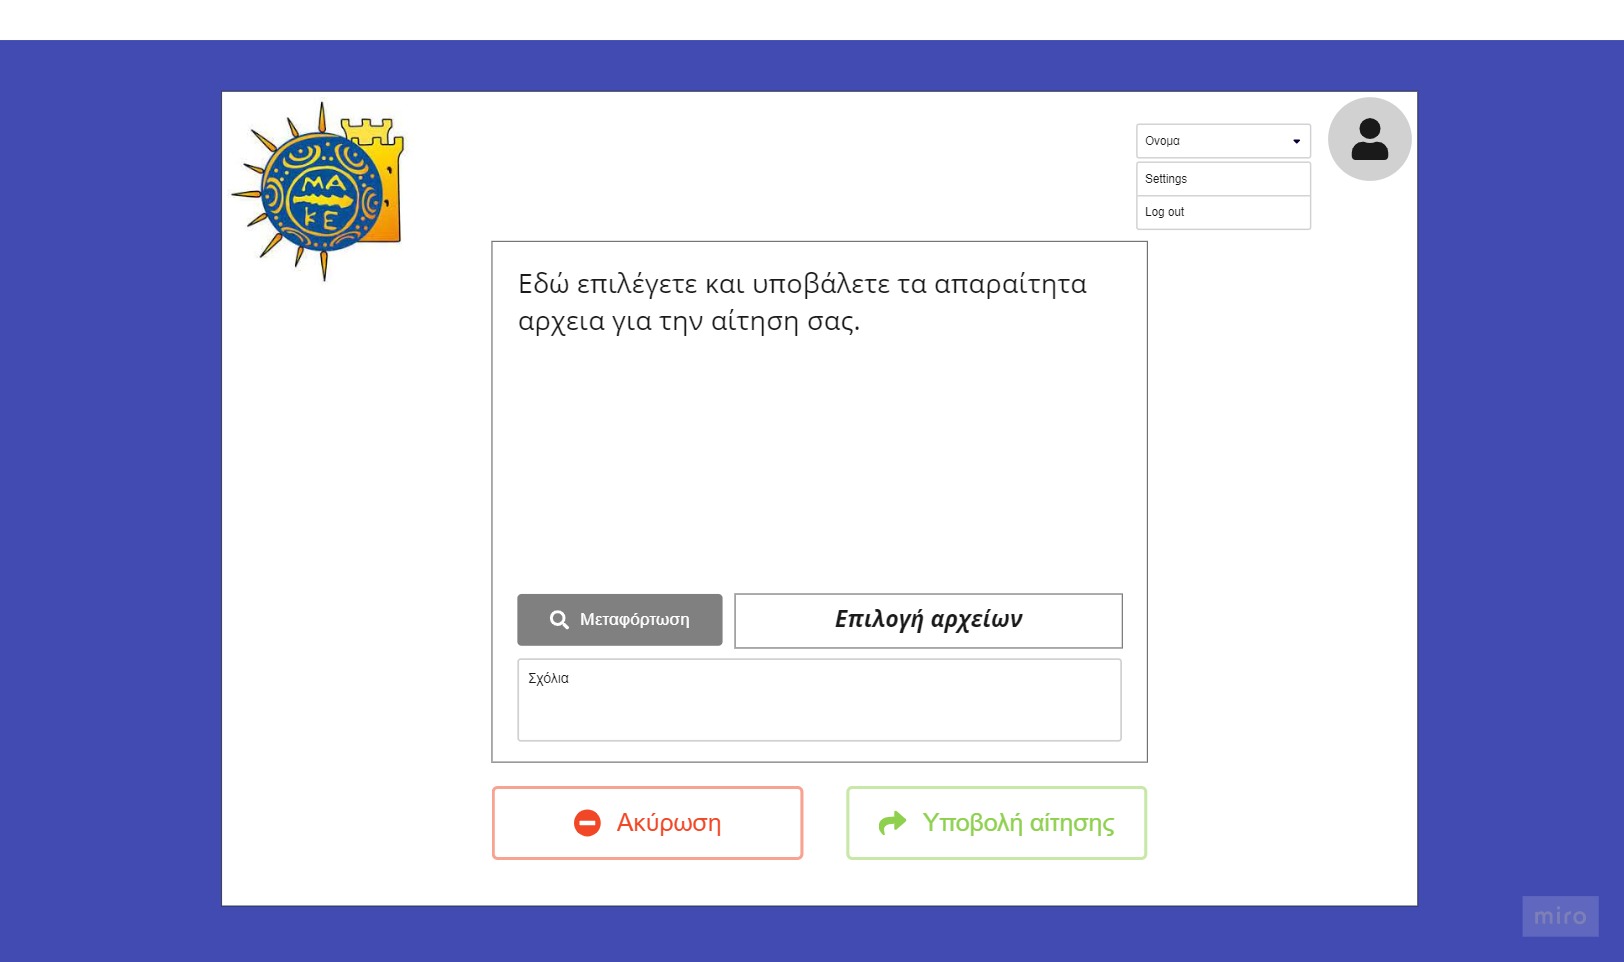 ΜΑ
ΚΕ
Ονομα
Settings
Log out
Εδώ επιλέγετε και υποβάλετε τα απαραίτητα
αρχεια για την αίτηση σας.
Μεταφόρτωση
Επιλογή αρχείων
Σχόλια
Ακύρωση
Υποβολή αίτησης
miro